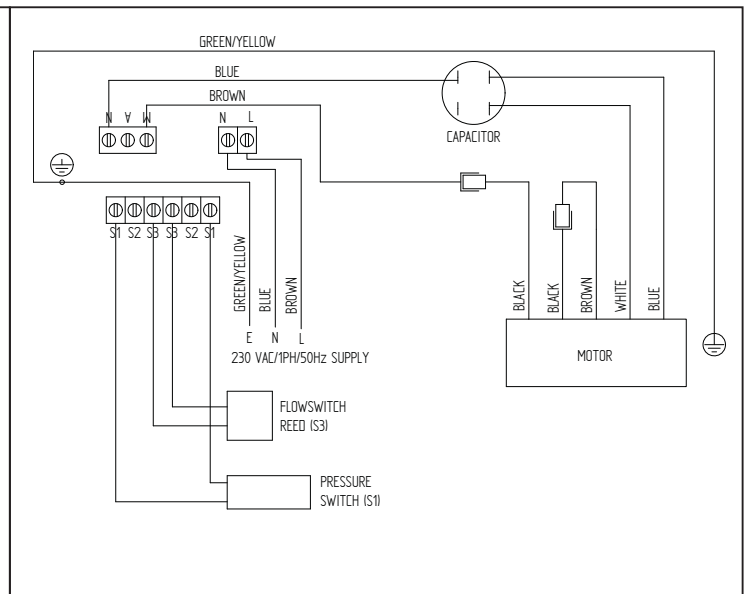 GREEN/YELLOW
BLUE
BROWN
N A M
N L
CAPACITOR
S1 S2 S3 S3 S2 S1
GREEN/YELLOW
BLUE
BROWN
BLACK
BLACK
BROWN
WHITE
BLUE
E N L
230 VAC/1PH/50Hz SUPPLY
MOTOR
FLOWSWITCH
REED (S3)
PRESSURE
SWITCH (S1)